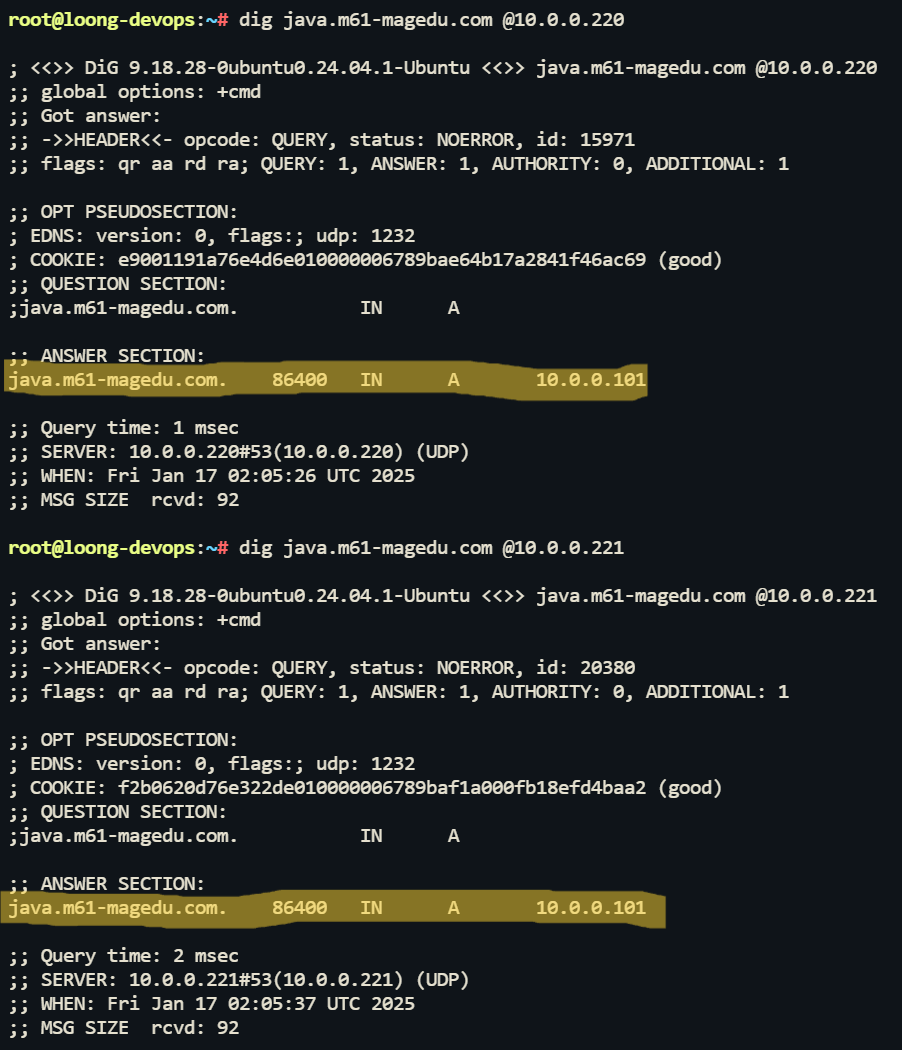 root@loong-devops:~# dig java.m61-magedu.com @10.0.0.220
; <<>> DiG 9.18.28-0ubuntu0.24.04.1-Ubuntu <<>> java.m61-magedu.com @10.0.0.220
;; global options: +cmd
;; Got answer:
;; ->>HEADER<<- opcode: QUERY, status: NOERROR, id: 15971
;; flags: qr aa rd ra; QUERY: 1, ANSWER: 1, AUTHORITY: 0, ADDITIONAL: 1
;; OPT PSEUDOSECTION:
; EDNS: version: 0, flags:; udp: 1232
; COOKIE: e9001191a76e4d6e010000006789bae64b17a2841f46ac69 (good)
;; QUESTION SECTION:
;java.m61-magedu.com. IN A
;; ANSWER SECTION:
java.m61-magedu.com. 86400 IN A 10.0.0.101
;; Query time: 1 msec
;; SERVER: 10.0.0.220#53(10.0.0.220) (UDP)
;; WHEN: Fri Jan 17 02:05:26 UTC 2025
;; MSG SIZE rcvd: 92
root@loong-devops:~# dig java.m61-magedu.com @10.0.0.221
; <<>> DiG 9.18.28-0ubuntu0.24.04.1-Ubuntu <<>> java.m61-magedu.com @10.0.0.221
;; global options: +cmd
;; Got answer:
;; ->>HEADER<<- opcode: QUERY, status: NOERROR, id: 20380
;; flags: qr aa rd ra; QUERY: 1, ANSWER: 1, AUTHORITY: 0, ADDITIONAL: 1
;; OPT PSEUDOSECTION:
; EDNS: version: 0, flags:; udp: 1232
; COOKIE: f2b0620d76e322de010000006789baf1a000fb18efd4baa2 (good)
;; QUESTION SECTION:
;java.m61-magedu.com. IN A
;; ANSWER SECTION:
java.m61-magedu.com. 86400 IN A 10.0.0.101
;; Query time: 2 msec
;; SERVER: 10.0.0.221#53(10.0.0.221) (UDP)
;; WHEN: Fri Jan 17 02:05:37 UTC 2025
;; MSG SIZE rcvd: 92